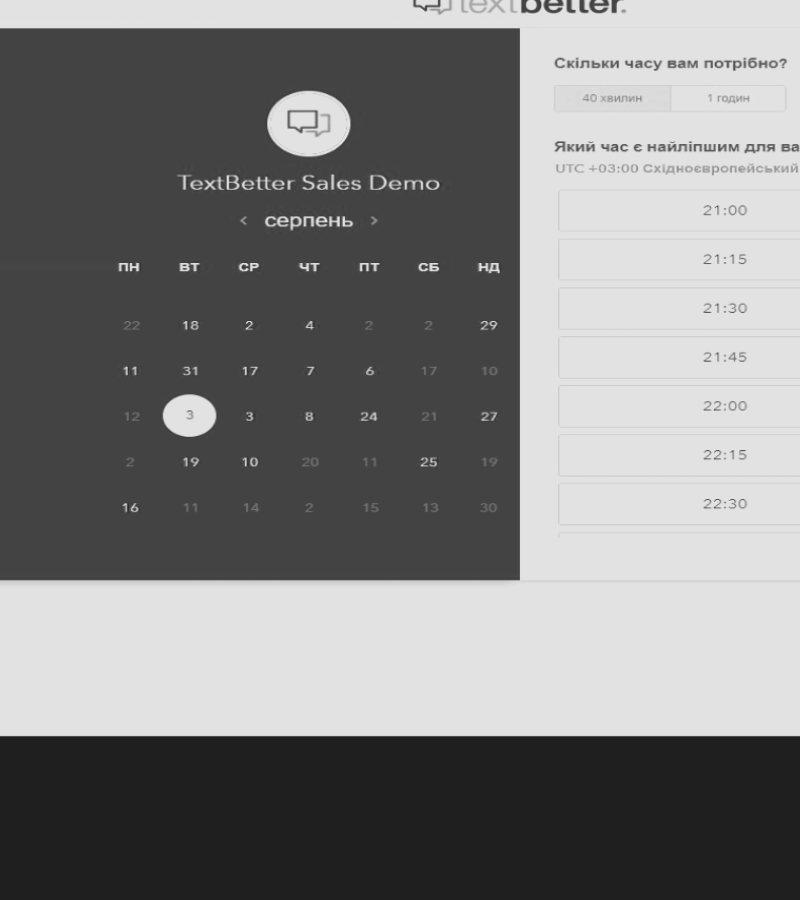 textbetter.
TextBetter Sales Demo
< серпень >
ПН ВТ СР ЧТ ПТ СБ НД
22 18 2 4 2 2 29
11 31 17 7 6 17 10
12 3 3 8 24 21 27
2 19 10 20 11 25 19
16 11 14 2 15 13 30
Скільки часу вам потрібно?
40 хвилин 1 годин
Який час є найліпшим для ва
UTC +03:00 Східноєвропейський
21:00
21:15
21:30
21:45
22:00
22:15
22:30